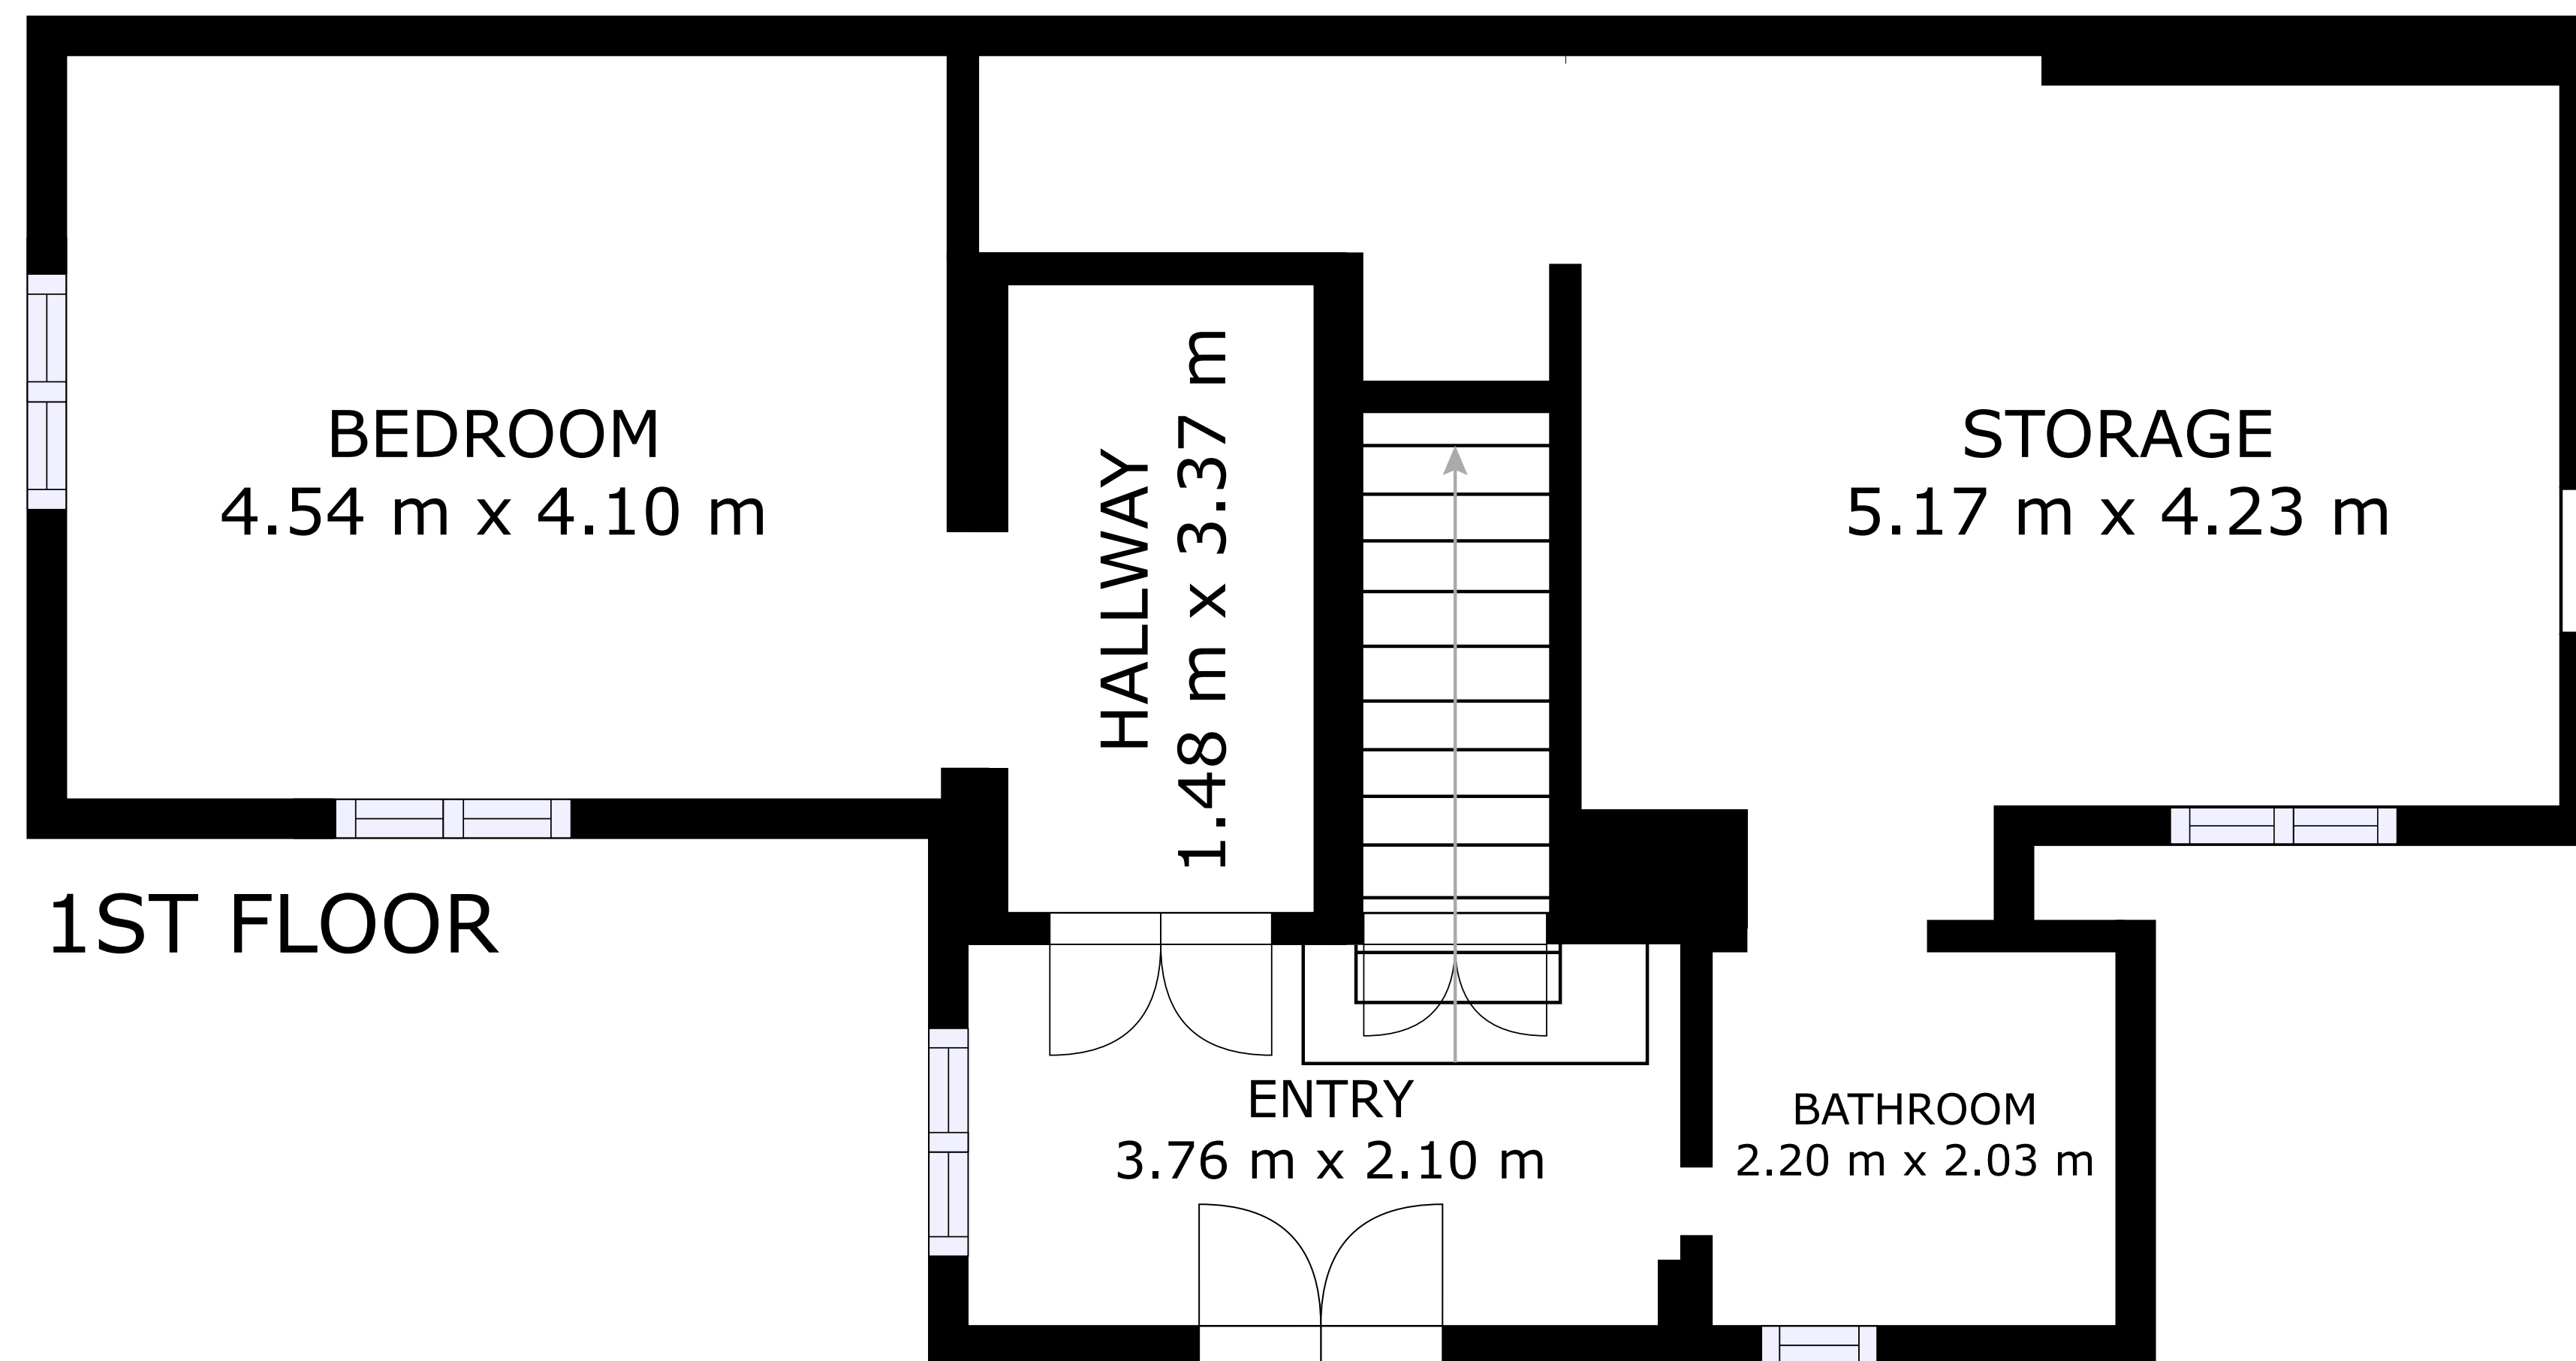 BEDROOM
4.54 m x 4.10 m
HALLWAY
1.48 m x 3.37 m
STORAGE
5.17 m x 4.23 m
1ST FLOOR
ENTRY
3.76 m x 2.10 m
BATHROOM
2.20 m x 2.03 m